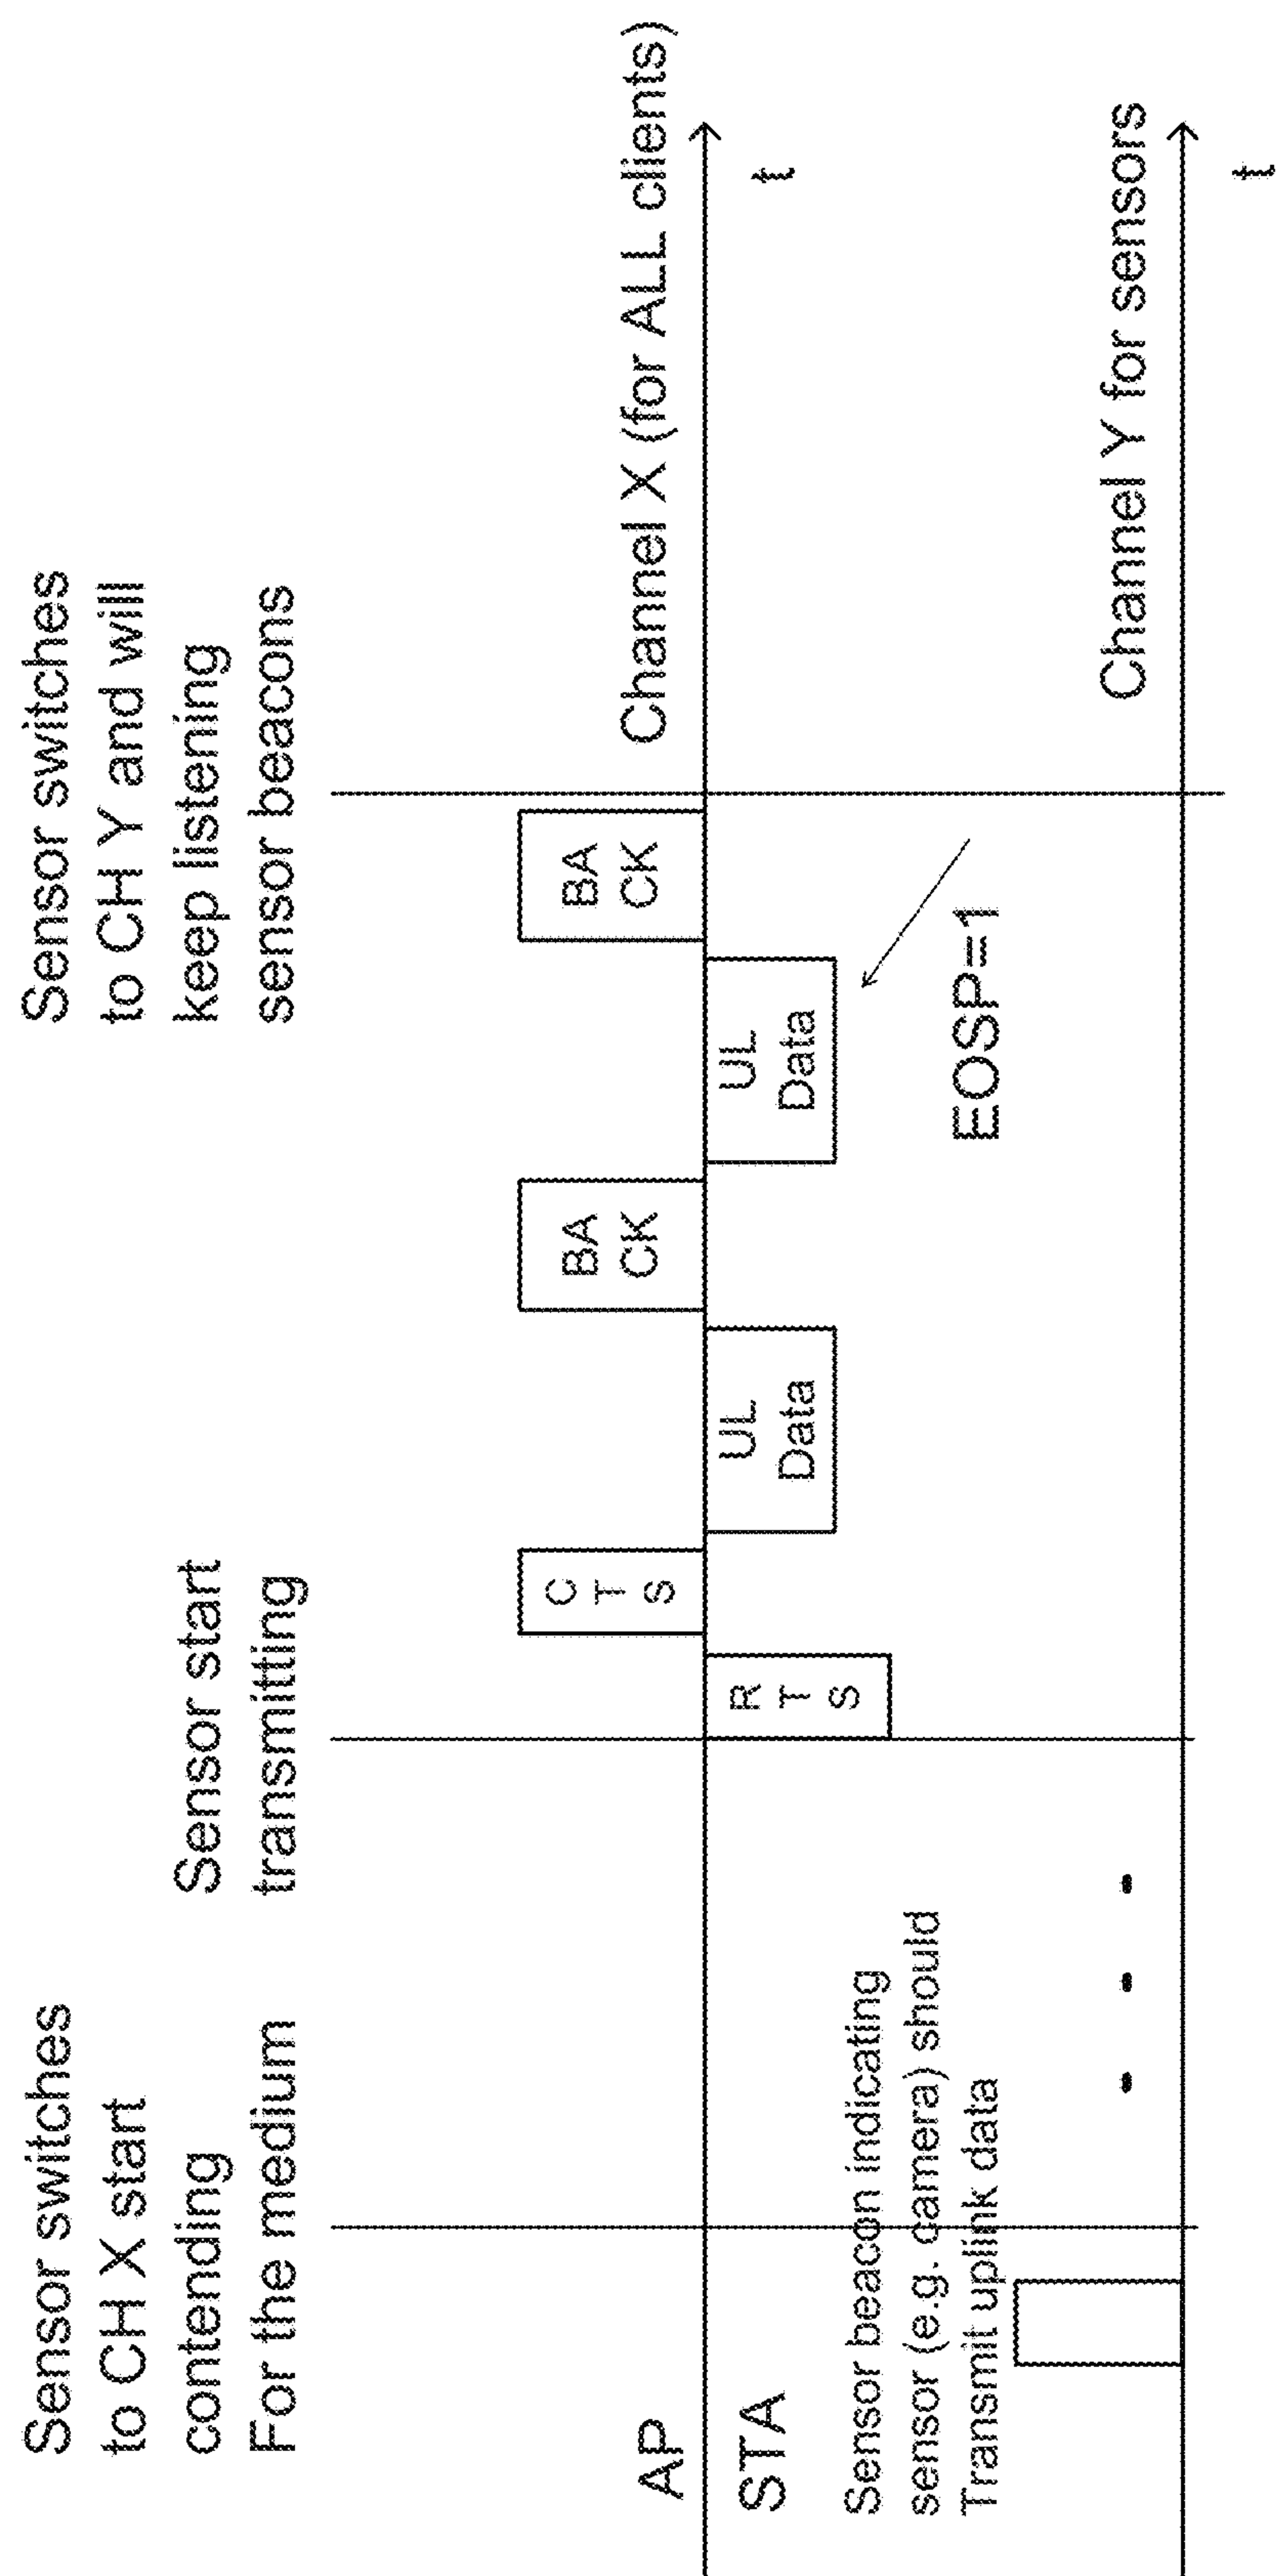 Sensor switches
to CH X start
contending
For the medium
Sensor start
transmitting
Sensor switches
to CH Y and will
keep listening
sensor beacons
AP
STA
C
T
S
R
T
S
UL
Data
BA
CK
UL
Data
BA
CK
EOSP=1
Channel X (for ALL clients)
t
Sensor beacon indicating
sensor (e.g. camera) should
Transmit uplink data
Channel Y for sensors
t